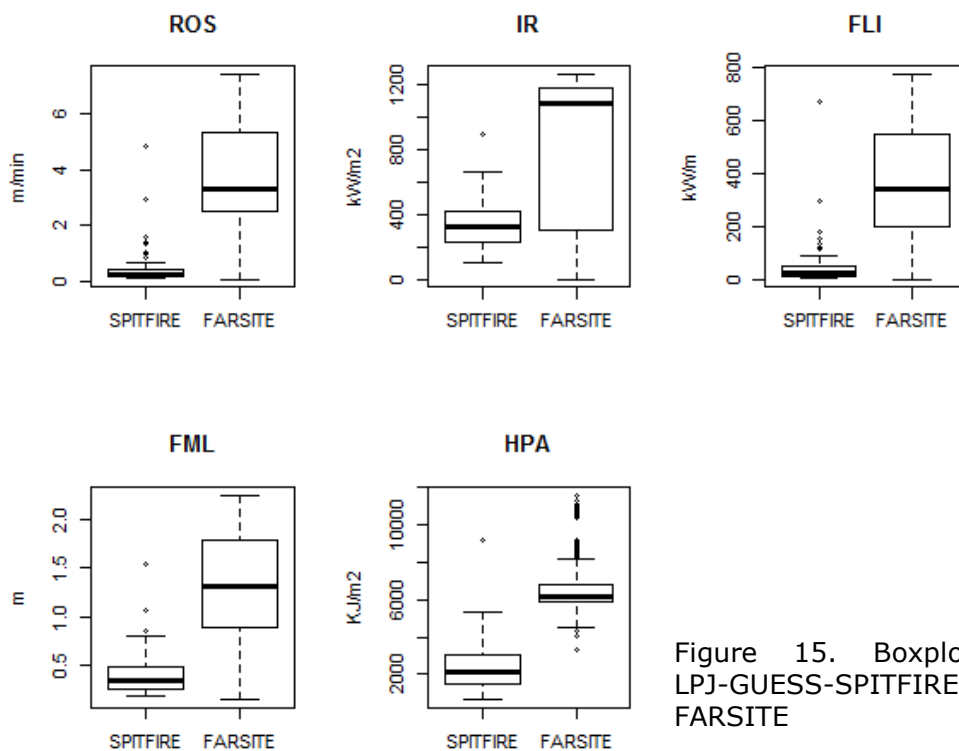 ROS
IR
FLI
m/min
6
4
2
0
SPITFIRE FARSITE
kW/m2
1200
800
400
0
SPITFIRE FARSITE
kW/m
800
600
400
200
0
SPITFIRE FARSITE
FML
HPA
m
2.0
1.5
1.0
0.5
SPITFIRE FARSITE
KJ/m2
10000
6000
2000
SPITFIRE FARSITE
Figure 15. Boxplo
LPJ-GUESS-SPITFIRE
FARSITE